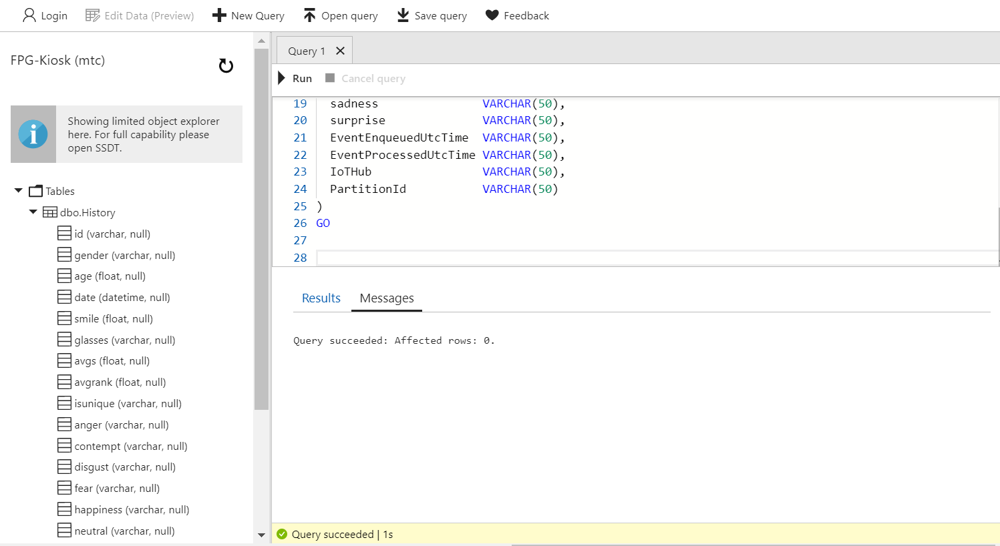 Login Edit Data (Preview) New Query Open query Save query Feedback
FPG-Kiosk (mtc)
Showing limited object explorer
here. For full capability please
open SSDT.
Tables
dbo.History
id (varchar, null)
gender (varchar, null)
age (float, null)
date (datetime, null)
smile (float, null)
glasses (varchar, null)
avgs (float, null)
avgrank (float, null)
isunique (varchar, null)
anger (varchar, null)
contempt (varchar, null)
disgust (varchar, null)
fear (varchar, null)
happiness (varchar, null)
neutral (varchar, null)
Query 1
Run Cancel query
19 sadness VARCHAR(50),
20 surprise VARCHAR(50),
21 EventEnqueuedUtcTime VARCHAR(50),
22 EventProcessedUtcTime VARCHAR(50),
23 IoTHub VARCHAR(50),
24 PartitionId VARCHAR(50)
25 )
26 GO
27
28
Results Messages
Query succeeded: Affected rows: 0.
Query succeeded | 1s